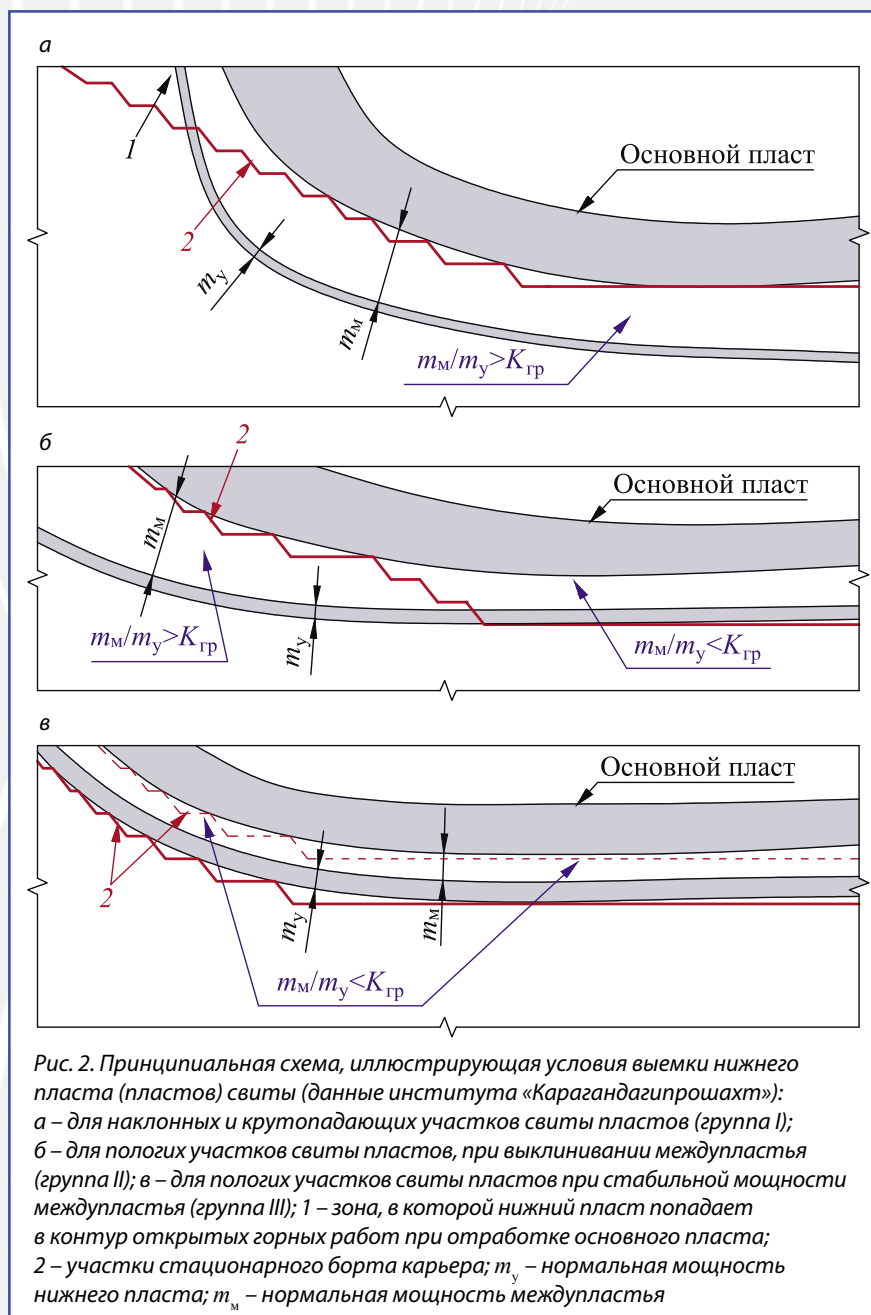 а
Основной пласт
1
2
mу
mм
mм/mу>Kгр
б
2
Основной пласт
mм
mм/mу>Kгр
mу
mм/mу<Kгр
в
Основной пласт
2
mу
mм
mм/mу<Kгр
Рис. 2. Принципиальная схема, иллюстрирующая условия выемки нижнего
пласта (пластов) свиты (данные института «Карагандагипрошахт»):
а – для наклонных и крутопадающих участков свиты пластов (группа I);
б – для пологих участков свиты пластов, при выклинивании междупластья
(группа II); в – для пологих участков свиты пластов при стабильной мощности
междупластья (группа III); 1 – зона, в которой нижний пласт попадает
в контур открытых горных работ при отработке основного пласта;
2 – участки стационарного борта карьера; mу – нормальная мощность
нижнего пласта; mм – нормальная мощность междупластья